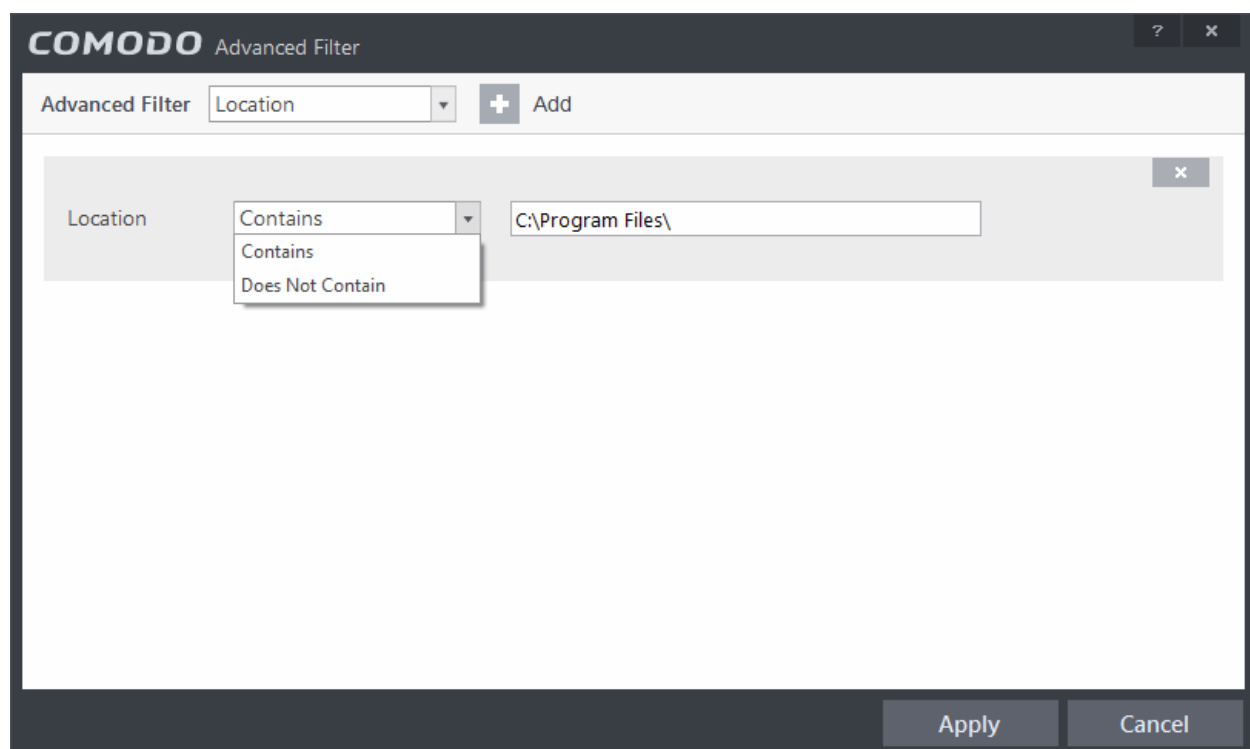 COMODO Advanced Filter ? ×
Advanced Filter Location + Add
×
Location Contains C:\Program Files\
Contains
Does Not Contain
Apply Cancel